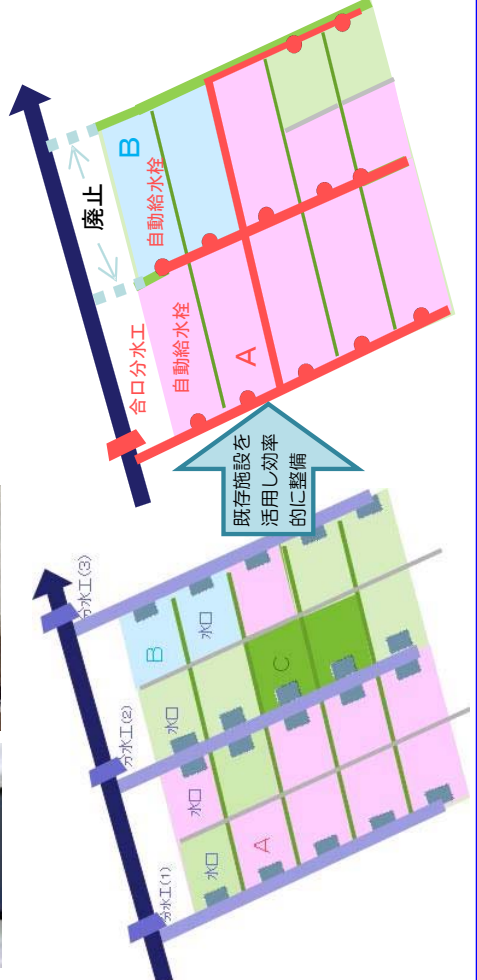 分水工(1)
分水工(2)
分水工(3)
水口
水口
水口
水口
A
B
C
既存施設を
活用し効率
的に整備
合口分水工
廃止
自動給水栓
自動給水栓
A
B